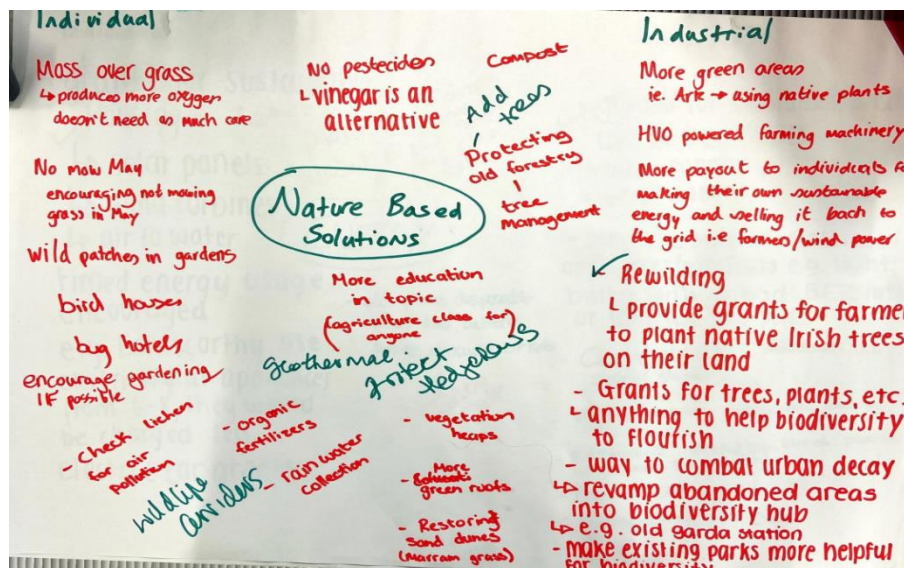 Individual
Moss over grass
↳ produces more oxygen
doesn't need as much care
No mow May
encouraging not mowing
grass in May
wild patches in gardens
bird houses
bug hotels
encourage gardening
IF possible
- Check lichen
for air
pollution
wildlife
corridors
- organic
fertilizers
- rain water
collection
No pesticides
↳ vinegar is an
alternative
Compost
Add
trees
Protecting
old forestry
tree
management
Nature Based
Solutions
More education
in topic
(agriculture class for
anyone)
geothermal
protect
hedgerows
- vegetation
heaps
- More
green roofs
- Restoring
sand dunes
(marram grass)
Industrial
More green areas
ie. Ark → using native plants
HVO powered farming machinery
More payout to individuals
making their own sustainable
energy and selling it back to
the grid i.e farmers/wind power
Rewilding
↳ provide grants for farme
to plant native Irish trees
on their land
- Grants for trees, plants, etc
↳ anything to help biodiversity
to flourish
- way to combat urban decay
↳ revamp abandoned areas
into biodiversity hub
↳ e.g. old garda station
- make existing parks more helpful
for biodiversity